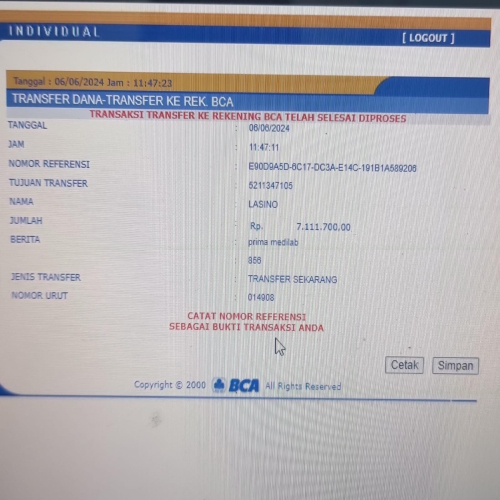 INDIVIDUAL
[ LOGOUT ]
Tanggal : 06/06/2024 Jam : 11:47:23
TRANSFER DANA-TRANSFER KE REK. BCA
TRANSAKSI TRANSFER KE REKENING BCA TELAH SELESAI DIPROSES
TANGGAL : 06/06/2024
JAM : 11:47:11
NOMOR REFERENSI : E90D9A5D-6C17-DC3A-E14C-191B1A589206
TUJUAN TRANSFER : 5211347105
NAMA : LASINO
JUMLAH : Rp. 7.111.700,00
BERITA : prima medilab
: 856
JENIS TRANSFER : TRANSFER SEKARANG
NOMOR URUT : 014908
CATAT NOMOR REFERENSI
SEBAGAI BUKTI TRANSAKSI ANDA
Cetak Simpan
Copyright © 2000 BCA All Rights Reserved